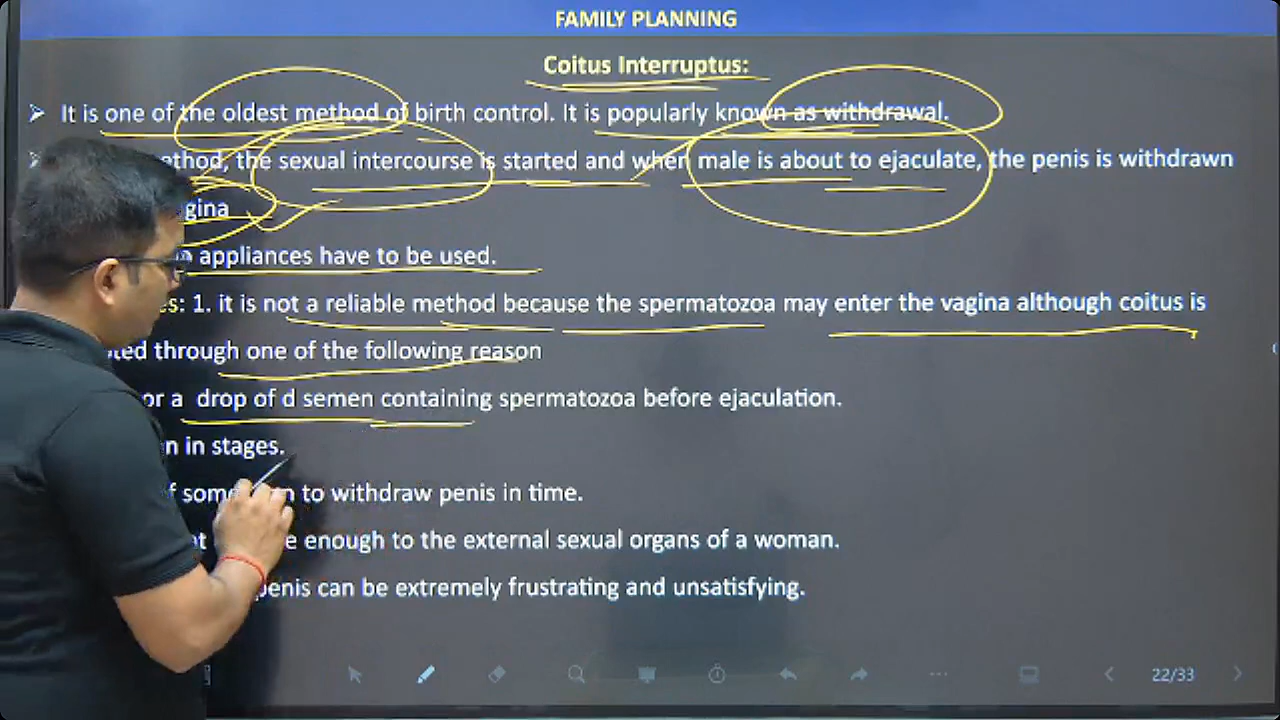 FAMILY PLANNING
Coitus Interruptus:
➢ It is one of the oldest method of birth control. It is popularly known as withdrawal.
➢ the sexual intercourse is started and when male is about to ejaculate, the penis is withdrawn
appliances have to be used.
1. it is not a reliable method because the spermatozoa may enter the vagina although coitus is
through one of the following reason
or a drop of d semen containing spermatozoa before ejaculation.
in stages.
to withdraw penis in time.
enough to the external sexual organs of a woman.
penis can be extremely frustrating and unsatisfying.
22/33